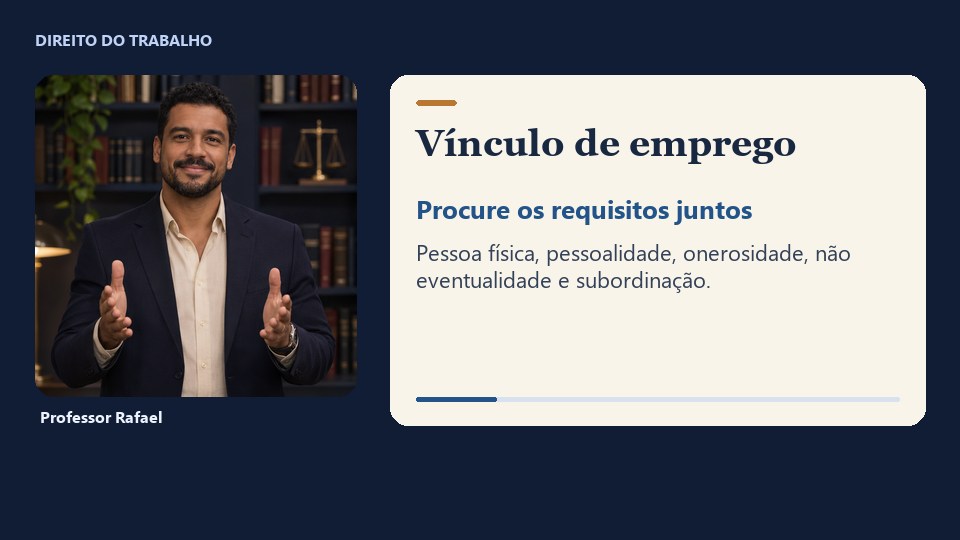 DIREITO DO TRABALHO
Vínculo de emprego
Procure os requisitos juntos
Pessoa física, pessoalidade, onerosidade, não
eventualidade e subordinação.
Professor Rafael